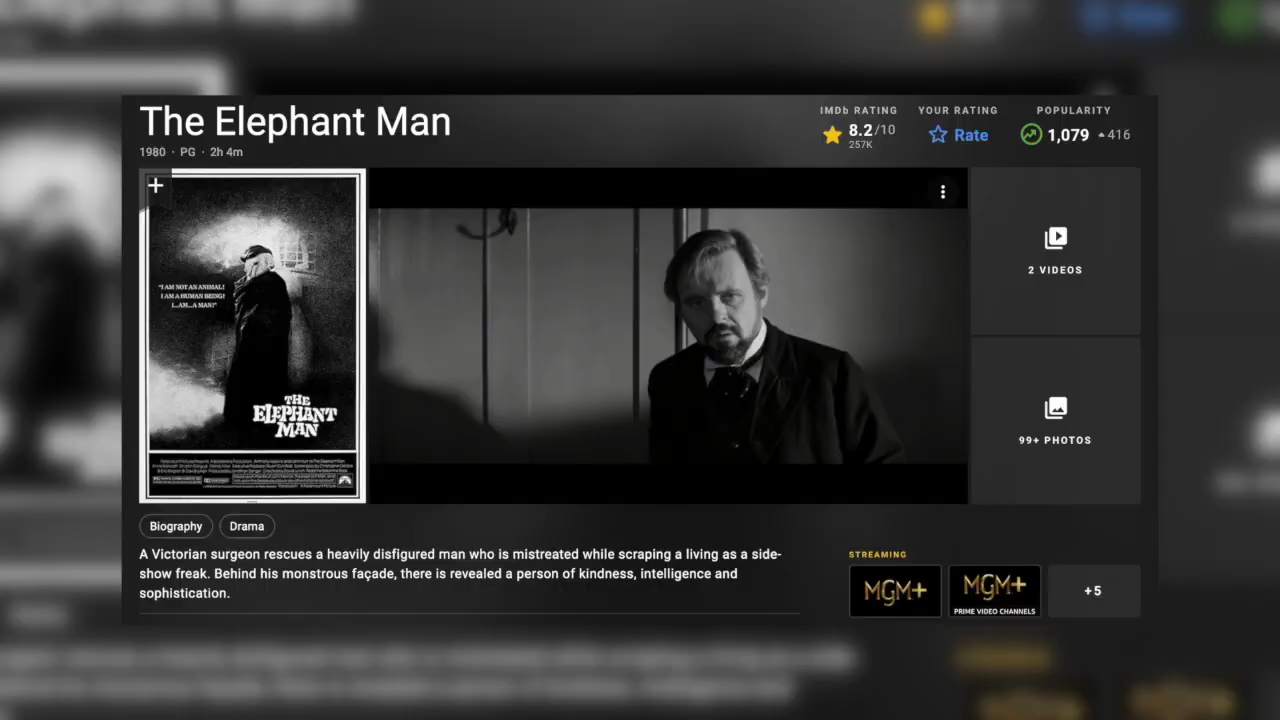 The Elephant Man
1980 · PG · 2h 4m
IMDb RATING
8.2/10
257K
YOUR RATING
Rate
POPULARITY
1,079
416
"I AM NOT AN ANIMAL!
I AM A HUMAN BEING!
I...AM...A MAN!"
THE
ELEPHANT
MAN
2 VIDEOS
99+ PHOTOS
Biography
Drama
A Victorian surgeon rescues a heavily disfigured man who is mistreated while scraping a living as a side-
show freak. Behind his monstrous façade, there is revealed a person of kindness, intelligence and
sophistication.
STREAMING
MGM+
MGM+
PRIME VIDEO CHANNELS
+5